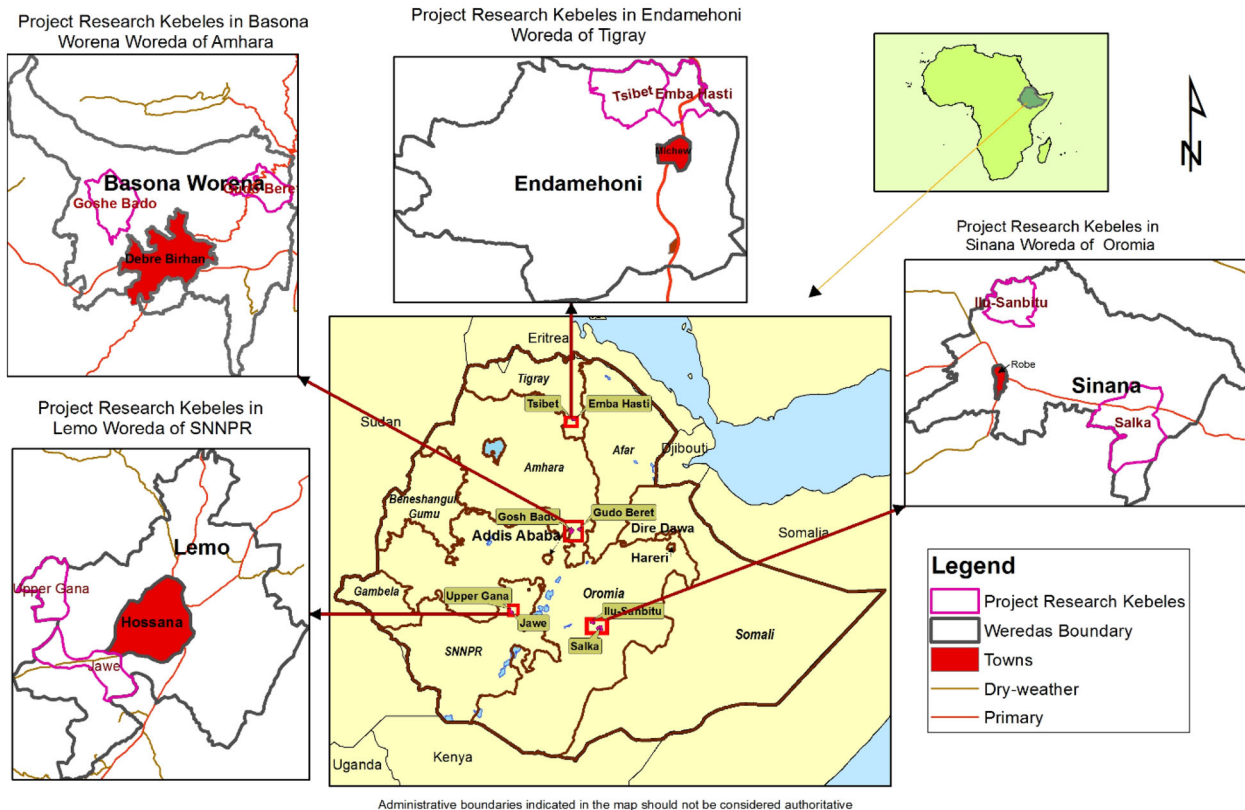 Project Research Kebeles in Basona
Worena Woreda of Amhara
Basona Worena
Goshe Bado
Debre Birhan
Project Research Kebeles in Endamehoni
Woreda of Tigray
Tsibet
Emba Hasti
Michew
Endamehoni
N
Project Research Kebeles in
Sinana Woreda of Oromia
Ilu-Sanbitu
Robe
Sinana
Salka
Project Research Kebeles in
Lemo Woreda of SNNPR
Lemo
Upper Gana
Hossana
Jawe
Eritrea
Tigray
Tsibet
Emba Hasti
Sudan
Djibouti
Amhara
Afar
Beneshangul
Gumu
Gosh Bado
Gudo Beret
Addis Ababa
Dire Dawa
Somalia
Hareri
Gambela
Upper Gana
Oromia
Ilu-Sanbitu
Jawe
Salka
SNNPR
Somali
Kenya
Uganda
Legend
Project Research Kebeles
Weredas Boundary
Towns
Dry-weather
Primary
Administrative boundaries indicated in the map should not be considered authoritative